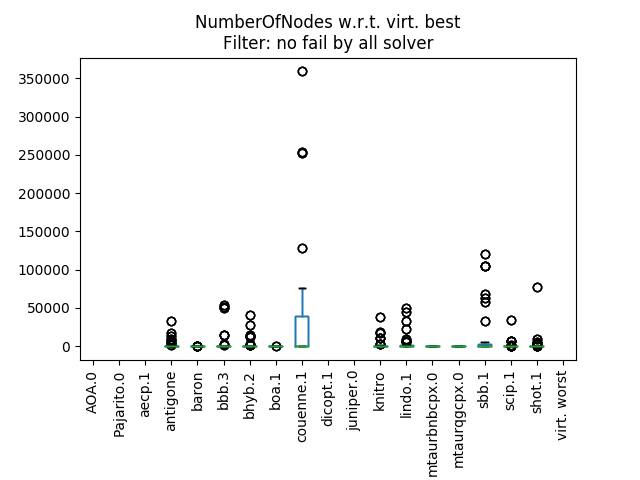 NumberOfNodes w.r.t. virt. best
Filter: no fail by all solver
350000
300000
250000
200000
150000
100000
50000
0
AOA.0
Pajarito.0
aecp.1
antigone
baron
bbb.3
bhyb.2
boa.1
couenne.1
dicopt.1
juniper.0
knitro
lindo.1
mtaurbnbcpx.0
mtaurqgcpx.0
sbb.1
scip.1
shot.1
virt. worst